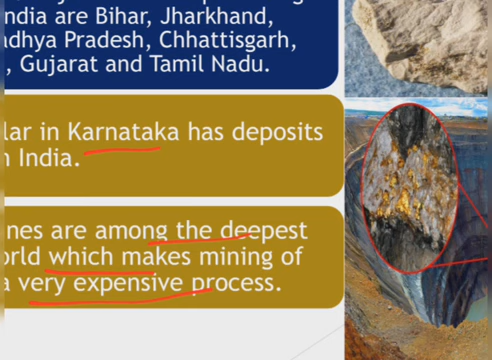 ndia are Bihar, Jharkhand,
adhya Pradesh, Chhattisgarh,
, Gujarat and Tamil Nadu.
lar in Karnataka has deposits
n India.
nes are among the deepest
orld which makes mining of
a very expensive process.